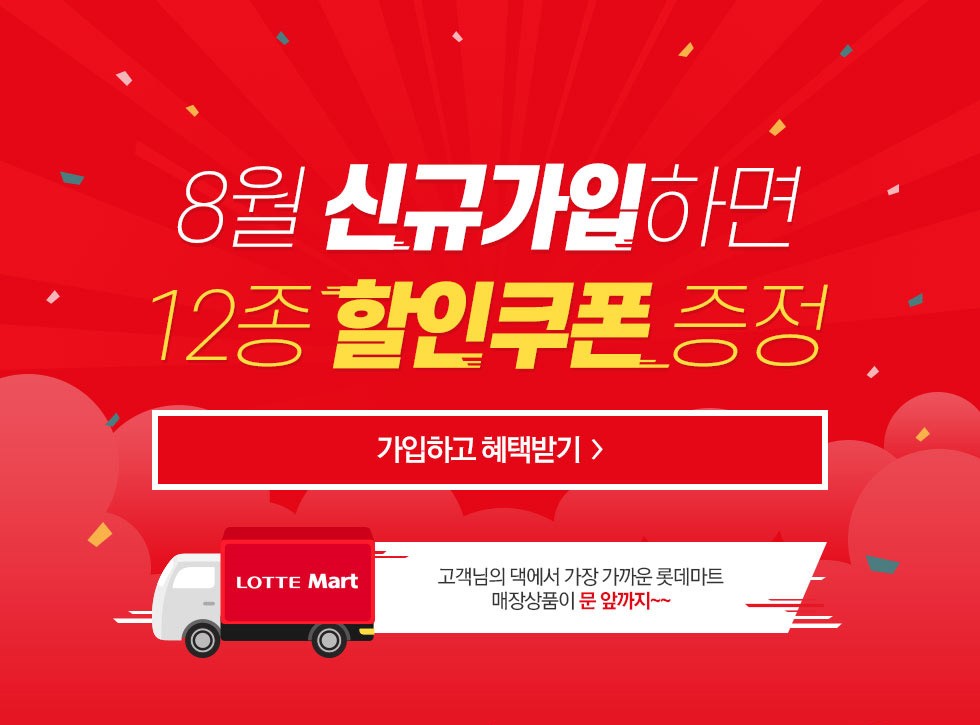 8월 신규가입하면
12종 할인쿠폰 증정
가입하고 혜택받기 >
LOTTE Mart
고객님의 댁에서 가장 가까운 롯데마트
매장상품이 문 앞까지~~